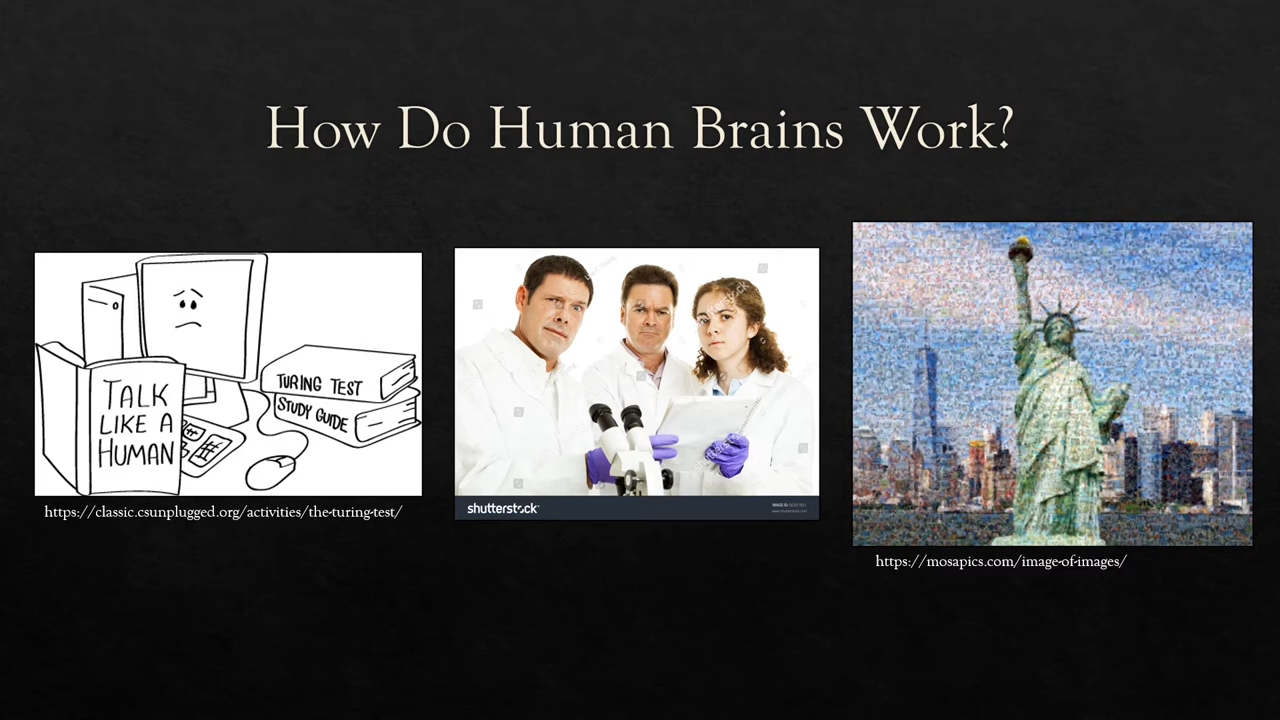 How Do Human Brains Work?
TALK
LIKE A
HUMAN
TURING TEST
STUDY GUIDE
https://classic.csunplugged.org/activities/the-turing-test/
shutterstock
https://mosapics.com/image-of-images/